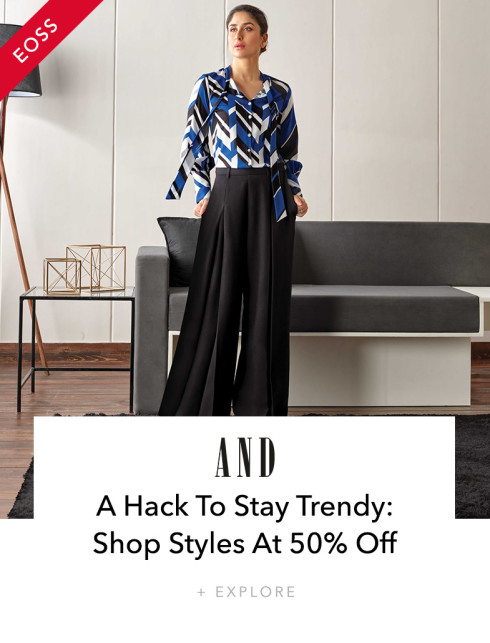 EOSS
AND
A Hack To Stay Trendy:
Shop Styles At 50% Off
+ EXPLORE